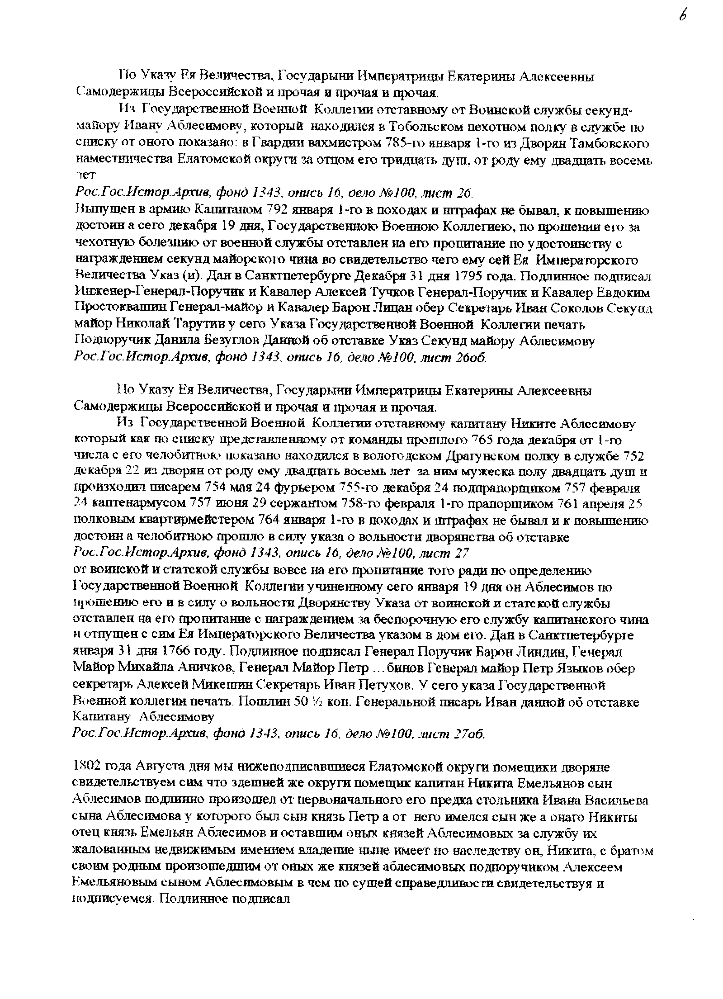 6
По Указу Ея Величества, Государыни Императрицы Екатерины Алексеевны
Самодержицы Всероссийской и прочая и прочая и прочая.
Из Государственной Военной Коллегии отставному от Воинской службы секунд-
майору Ивану Аблесимову, который находился в Тобольском пехотном полку в службе по
списку от оного показано: в Гвардии вахмистром 785-го января 1-го из Дворян Тамбовского
наместничества Елатомской округи за отцом его тридцать душ, от роду ему двадцать восемь
лет
Рос.Гос.Истор.Архив, фонд 1343, опись 16, дело №100, лист 26.
Выпущен в армию Капитаном 792 января 1-го в походах и штрафах не бывал, к повышению
достоин а сего декабря 19 дня, Государственною Военною Коллегиею, по прошении его за
чехотную болезнию от военной службы отставлен на его пропитание по удостоинству с
награждением секунд майорского чина во свидетельство чего ему сей Ея Императорского
Величества Указ (и). Дан в Санктпетербурге Декабря 31 дня 1795 года. Подлинное подписал
Инженер-Генерал-Поручик и Кавалер Алексей Тучков Генерал-Поручик и Кавалер Евдоким
Простоквашин Генерал-майор и Кавалер Барон Лицан обер Секретарь Иван Соколов Секунд
майор Николай Тарутин у сего Указа Государственной Военной Коллегии печать
Подпоручик Данила Безуглов Данной об отставке Указ Секунд майору Аблесимову
Рос.Гос.Истор.Архив, фонд 1343, опись 16, дело №100, лист 26об.
По Указу Ея Величества, Государыни Императрицы Екатерины Алексеевны
Самодержицы Всероссийской и прочая и прочая и прочая.
Из Государственной Военной Коллегии отставному капитану Никите Аблесимову
который как по списку представленному от команды прошлого 765 года декабря от 1-го
числа с его челобитною показано находился в вологодском Драгунском полку в службе 752
декабря 22 из дворян от роду ему двадцать восемь лет за ним мужеска полу двадцать душ и
произходил писарем 754 мая 24 фурьером 755-го декабря 24 подпрапорщиком 757 февраля
24 каптенармусом 757 июня 29 сержантом 758-го февраля 1-го прапорщиком 761 апреля 25
полковым квартирмейстером 764 января 1-го в походах и штрафах не бывал и к повышению
достоин а челобитною прошло в силу указа о вольности дворянства об отставке
Рос.Гос.Истор.Архив, фонд 1343, опись 16, дело №100, лист 27
от воинской и статской службы вовсе на его пропитание того ради по определению
Государственной Военной Коллегии учиненному сего января 19 дня он Аблесимов по
прошению его и в силу о вольности Дворянству Указа от воинской и статской службы
отставлен на его пропитание с награждением за беспорочную его службу капитанского чина
и отпущен с сим Ея Императорского Величества указом в дом его. Дан в Санктпетербурге
января 31 дня 1766 году. Подлинное подписал Генерал Поручик Барон Линдин, Генерал
Майор Михайла Аничков, Генерал Майор Петр ...бинов Генерал майор Петр Языков обер
секретарь Алексей Микешин Секретарь Иван Петухов. У сего указа Государственной
Военной коллегии печать. Пошлин 50 ½ коп. Генеральной писарь Иван данной об отставке
Капитану Аблесимову
Рос.Гос.Истор.Архив, фонд 1343, опись 16, дело №100, лист 27об.
1802 года Августа дня мы нижеподписавшиеся Елатомской округи помещики дворяне
свидетельствуем сим что здешней же округи помещик капитан Никита Емельянов сын
Аблесимов подлинно произошел от первоначального его предка стольника Ивана Васильева
сына Аблесимова у которого был сын князь Петр а от него имелся сын же а онаго Никиты
отец князь Емельян Аблесимов и оставшим оных князей Аблесимовых за службу их
жалованным недвижимым имением владение ныне имеет по наследству он, Никита, с братом
своим родным произошедшим от оных же князей аблесимовых подпоручиком Алексеем
Емельяновым сыном Аблесимовым в чем по сущей справедливости свидетельствуя и
подписуемся. Подлинное подписал